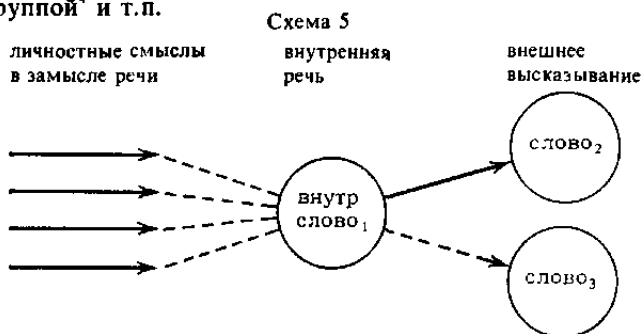 руппой" и т.п.
Схема 5
личностные смыслы
в замысле речи
внутренняя
речь
внешнее
высказывание
внутр
слово₁
слово₂
слово₃